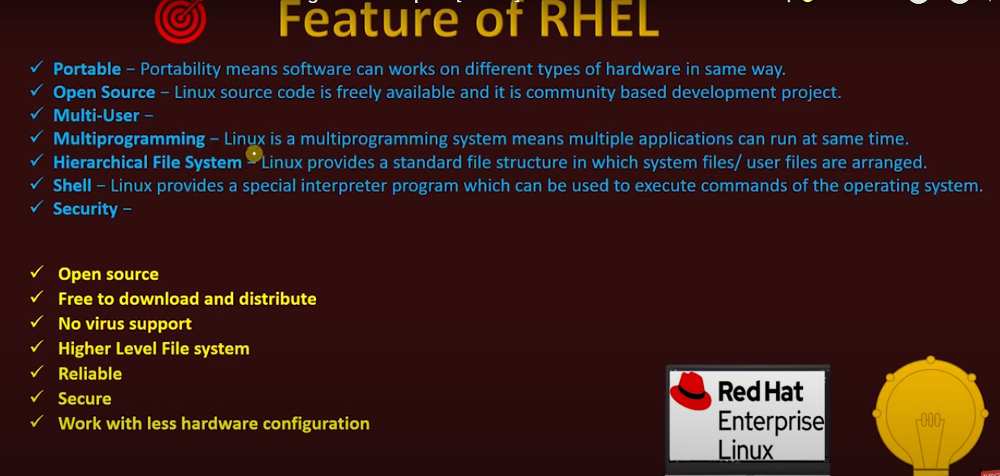 Feature of RHEL
✓ Portable – Portability means software can works on different types of hardware in same way.
✓ Open Source – Linux source code is freely available and it is community based development project.
✓ Multi-User –
✓ Multiprogramming – Linux is a multiprogramming system means multiple applications can run at same time.
✓ Hierarchical File System – Linux provides a standard file structure in which system files/ user files are arranged.
✓ Shell – Linux provides a special interpreter program which can be used to execute commands of the operating system.
✓ Security –
✓ Open source
✓ Free to download and distribute
✓ No virus support
✓ Higher Level File system
✓ Reliable
✓ Secure
✓ Work with less hardware configuration
Red Hat
Enterprise
Linux